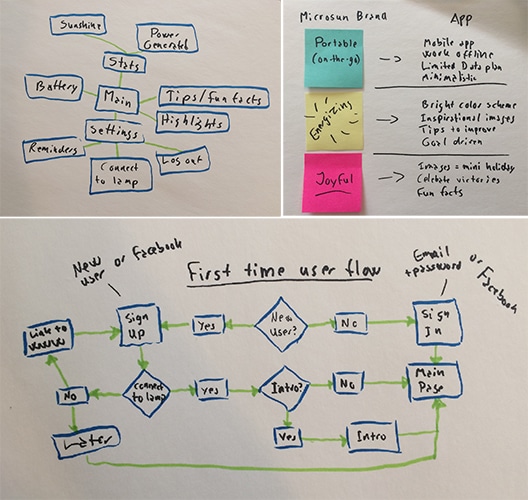 Sunshine
Power
Generated
Stats
Battery
Main
Tips/fun facts
Highlights
Settings
Reminders
Connect
to lamp
Log out
Microsun Brand
App
Portable
(on-the-go)
Mobile app
Work offline
Limited Data plan
Minimalistic
Energizing
Bright color scheme
Inspirational images
Tips to improve
Goal driven
Joyful
Images = mini holiday
Celebate victories
Fun facts
First time user flow
New
user or Facebook
Email
+password or Facebook
Link to
www
Sign
Up
Yes
New
User?
No
Sign
In
No
Connect
to lamp
Yes
Intro?
No
Main
Page
Later
Yes
Intro